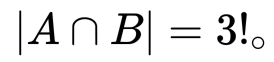 |A ∩ B| = 3!。